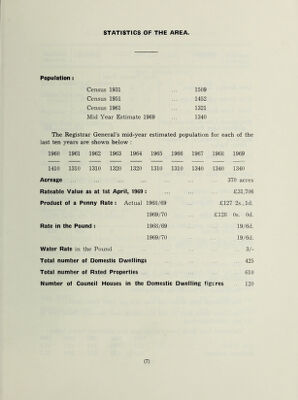 STATISTICS OF THE AREA.
Population :
Census 1931 ... 1509
Census 1951 ... 1452
Census 1961 ... 1321
Mid Year Estimate 1969 ... 1340
The Registrar General's mid-year estimated population for each of the
last ten years are shown below :
1960 1961 1962 1963 1964 1965 1966 1967 1968 1969
1410 1310 1310 1320 1320 1310 1310 1340 1340 1340
Acreage ... 370 acres
Rateable Value as at 1st April, 1969 : ... £31,706
Product of a Penny Rate : Actual 1968/69 ... £127 2s. 1d.
1969/70 ... £128 0s. 0d.
Rate in the Pound : 1968/69 19/6d.
1969/70 19/6d.
Water Rate in the Pound ... 3/-
Total number of Domestic Dwellings 425
Total number of Rated Properties 610
Number of Council Houses in the Domestic Dwelling figures 120
(7)